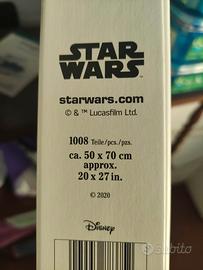 STAR
WARS
starwars.com
© & ™ Lucasfilm Ltd.
1008 Teile/pcs./pzs.
ca. 50 x 70 cm
approx.
20 x 27 in.
© 2020
Disney
subito